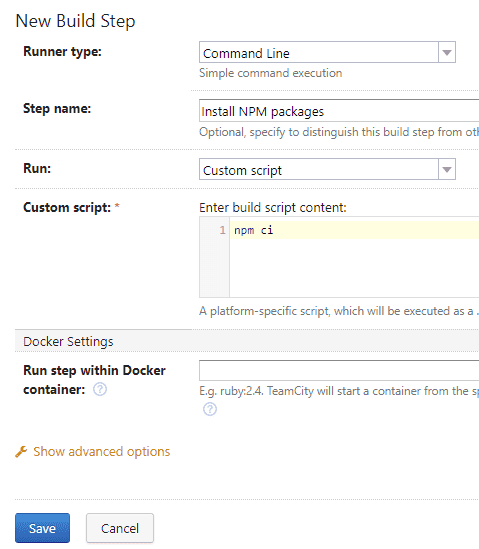 New Build Step
Runner type:
Command Line
Simple command execution
Step name:
Install NPM packages
Optional, specify to distinguish this build step from
Run:
Custom script
Custom script: *
Enter build script content:
1 npm ci
A platform-specific script, which will be executed as a .
Docker Settings
Run step within Docker
container: ?
E.g. ruby:2.4. TeamCity will start a container from the
?
Show advanced options
Save
Cancel